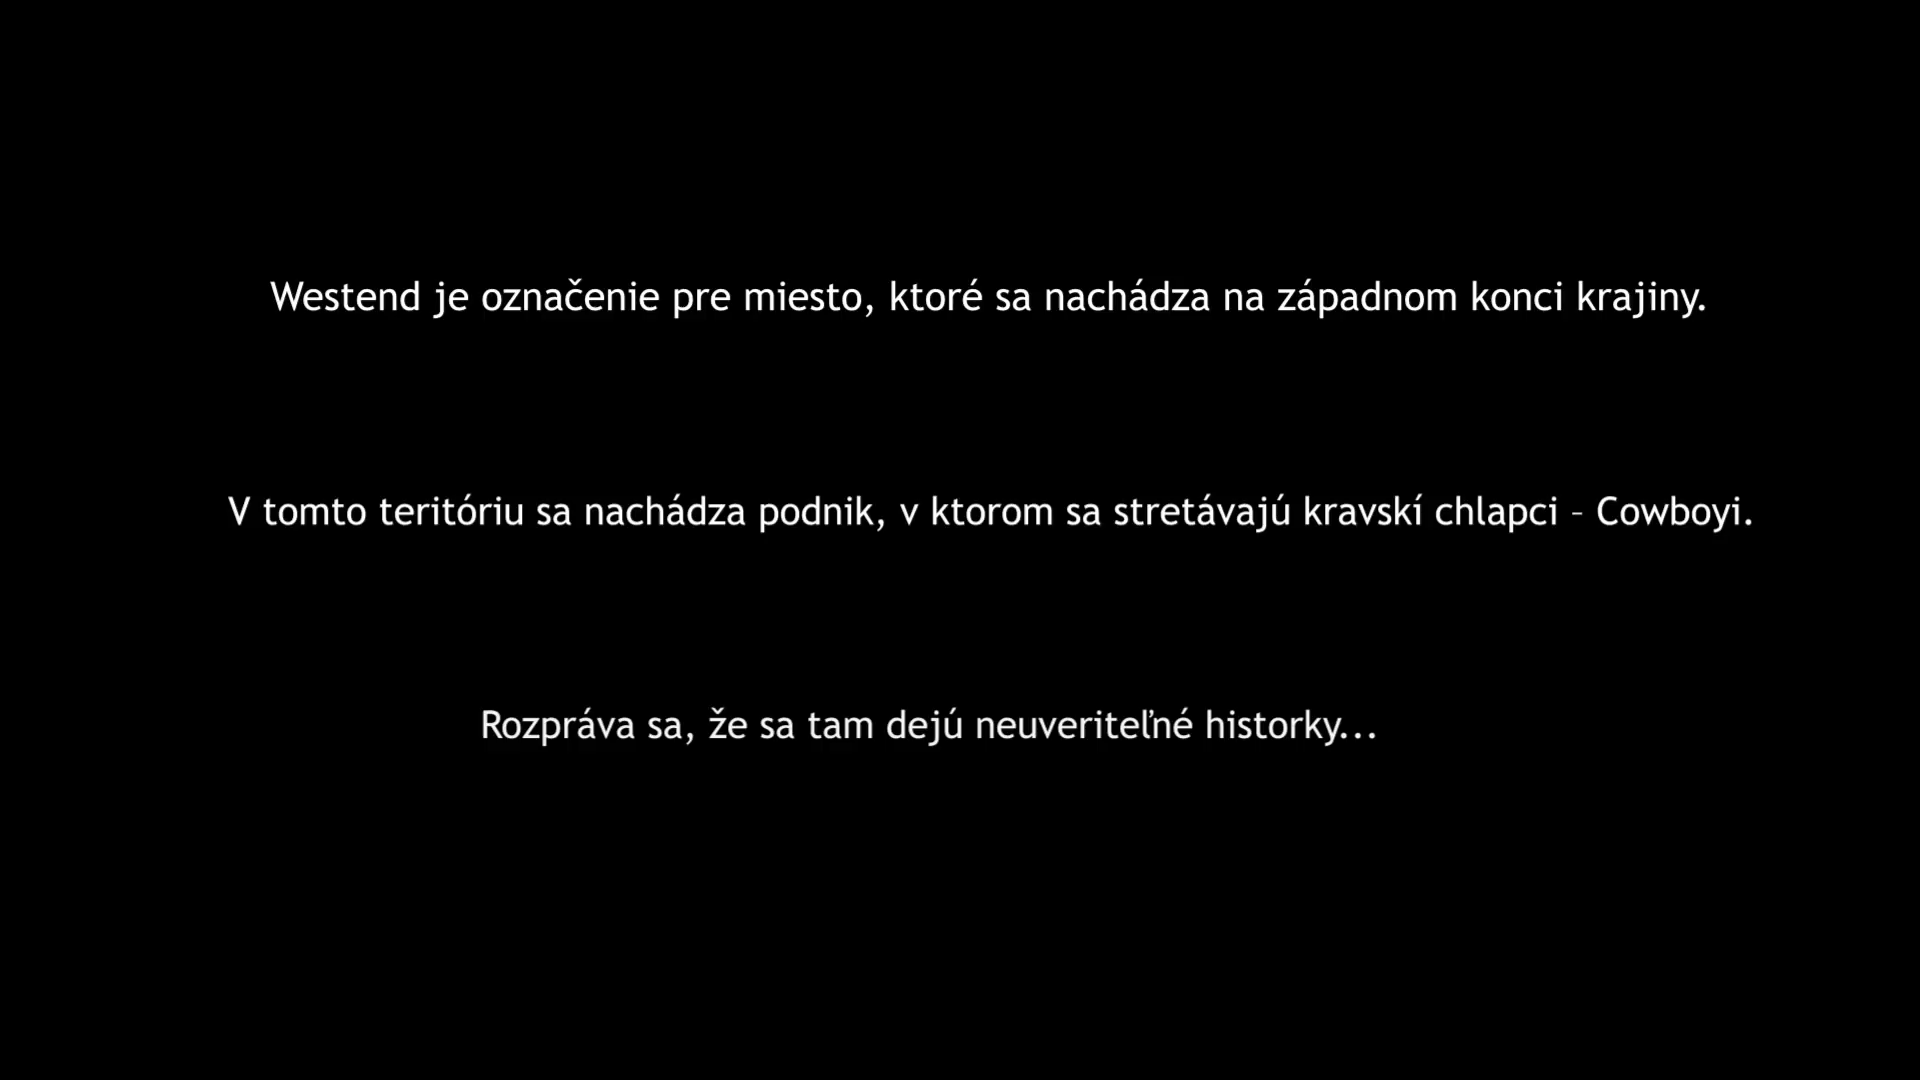 Westend je označenie pre miesto, ktoré sa nachádza na západnom konci krajiny.
V tomto teritóriu sa nachádza podnik, v ktorom sa stretávajú kravskí chlapci – Cowboyi.
Rozpráva sa, že sa tam dejú neuveriteľné historky...